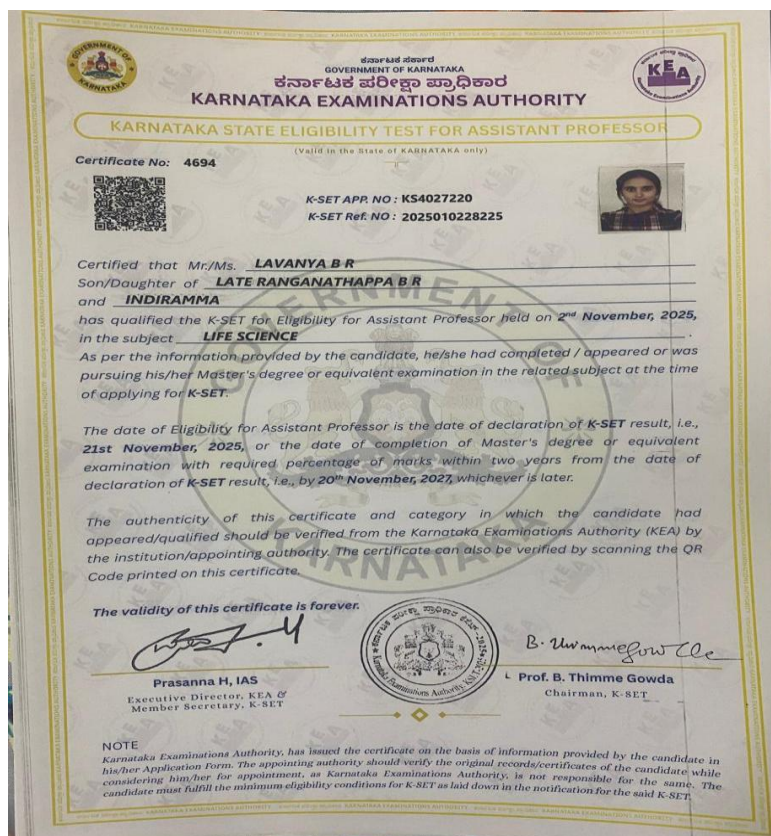 ಕರ್ನಾಟಕ ಸರ್ಕಾರ
GOVERNMENT OF KARNATAKA
ಕರ್ನಾಟಕ ಪರೀಕ್ಷಾ ಪ್ರಾಧಿಕಾರ
KARNATAKA EXAMINATIONS AUTHORITY
GOVERNMENT OF KARNATAKA
KEA
KARNATAKA STATE ELIGIBILITY TEST FOR ASSISTANT PROFESSOR
(Valid in the State of KARNATAKA only)
Certificate No: 4694
K-SET APP. NO : KS4027220
K-SET Ref. NO : 2025010228225
Certified that Mr./Ms. LAVANYA B R
Son/Daughter of LATE RANGANATHAPPA B R
and INDIRAMMA
has qualified the K-SET for Eligibility for Assistant Professor held on 2nd November, 2025,
in the subject LIFE SCIENCE .
As per the information provided by the candidate, he/she had completed / appeared or was
pursuing his/her Master's degree or equivalent examination in the related subject at the time
of applying for K-SET.
The date of Eligibility for Assistant Professor is the date of declaration of K-SET result, i.e.,
21st November, 2025, or the date of completion of Master's degree or equivalent
examination with required percentage of marks within two years from the date of
declaration of K-SET result, i.e., by 20th November, 2027, whichever is later.
The authenticity of this certificate and category in which the candidate had
appeared/qualified should be verified from the Karnataka Examinations Authority (KEA) by
the institution/appointing authority. The certificate can also be verified by scanning the QR
Code printed on this certificate.
The validity of this certificate is forever.
B. Thimmegowda
Prasanna H, IAS
Executive Director, KEA &
Member Secretary, K-SET
Prof. B. Thimme Gowda
Chairman, K-SET
NOTE
Karnataka Examinations Authority, has issued the certificate on the basis of information provided by the candidate in
his/her Application Form. The appointing authority should verify the original records/certificates of the candidate while
considering him/her for appointment, as Karnataka Examinations Authority, is not responsible for the same. The
candidate must fulfill the minimum eligibility conditions for K-SET as laid down in the notification for the said K-SET.